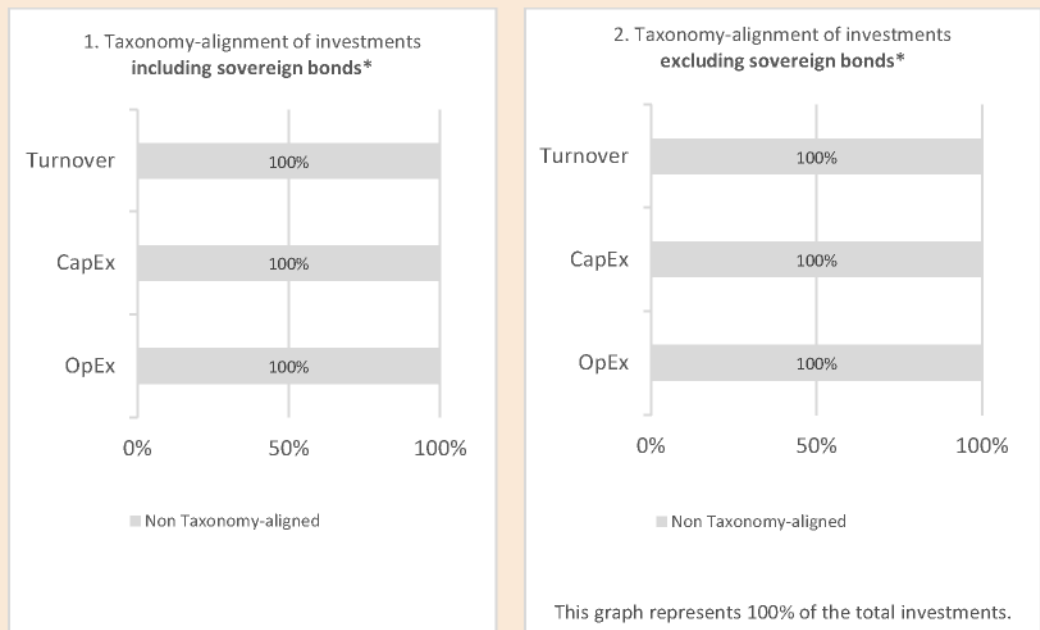 1. Taxonomy-alignment of investments
including sovereign bonds*
Turnover
100%
CapEx
100%
OpEx
100%
0%
50%
100%
Non Taxonomy-aligned
2. Taxonomy-alignment of investments
excluding sovereign bonds*
Turnover
100%
CapEx
100%
OpEx
100%
0%
50%
100%
Non Taxonomy-aligned
This graph represents 100% of the total investments.